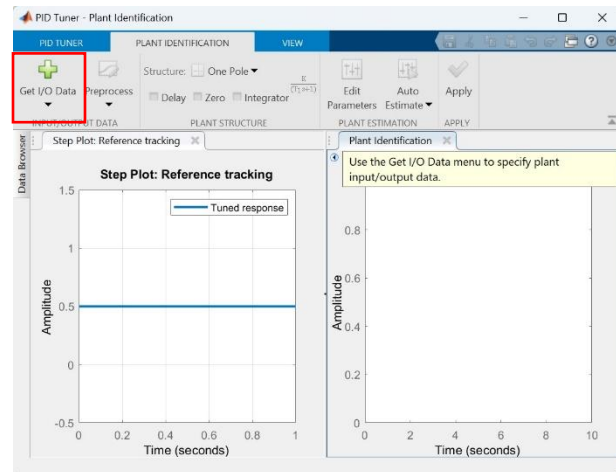 PID Tuner - Plant Identification
PID TUNER PLANT IDENTIFICATION VIEW
Structure: One Pole
Get I/O Data Preprocess Delay Zero Integrator Edit Parameters Auto Estimate Apply
K
(T₁s+1)
INPUT/OUTPUT DATA PLANT STRUCTURE PLANT ESTIMATION APPLY
Data Browser
Step Plot: Reference tracking
Plant Identification
Use the Get I/O Data menu to specify plant
input/output data.
Step Plot: Reference tracking
Tuned response
Amplitude
1.5
1
0.5
0
-0.5
0 0.2 0.4 0.6 0.8 1
Time (seconds)
Amplitude
0.8
0.6
0.4
0.2
0
0 2 4 6 8 10
Time (seconds)